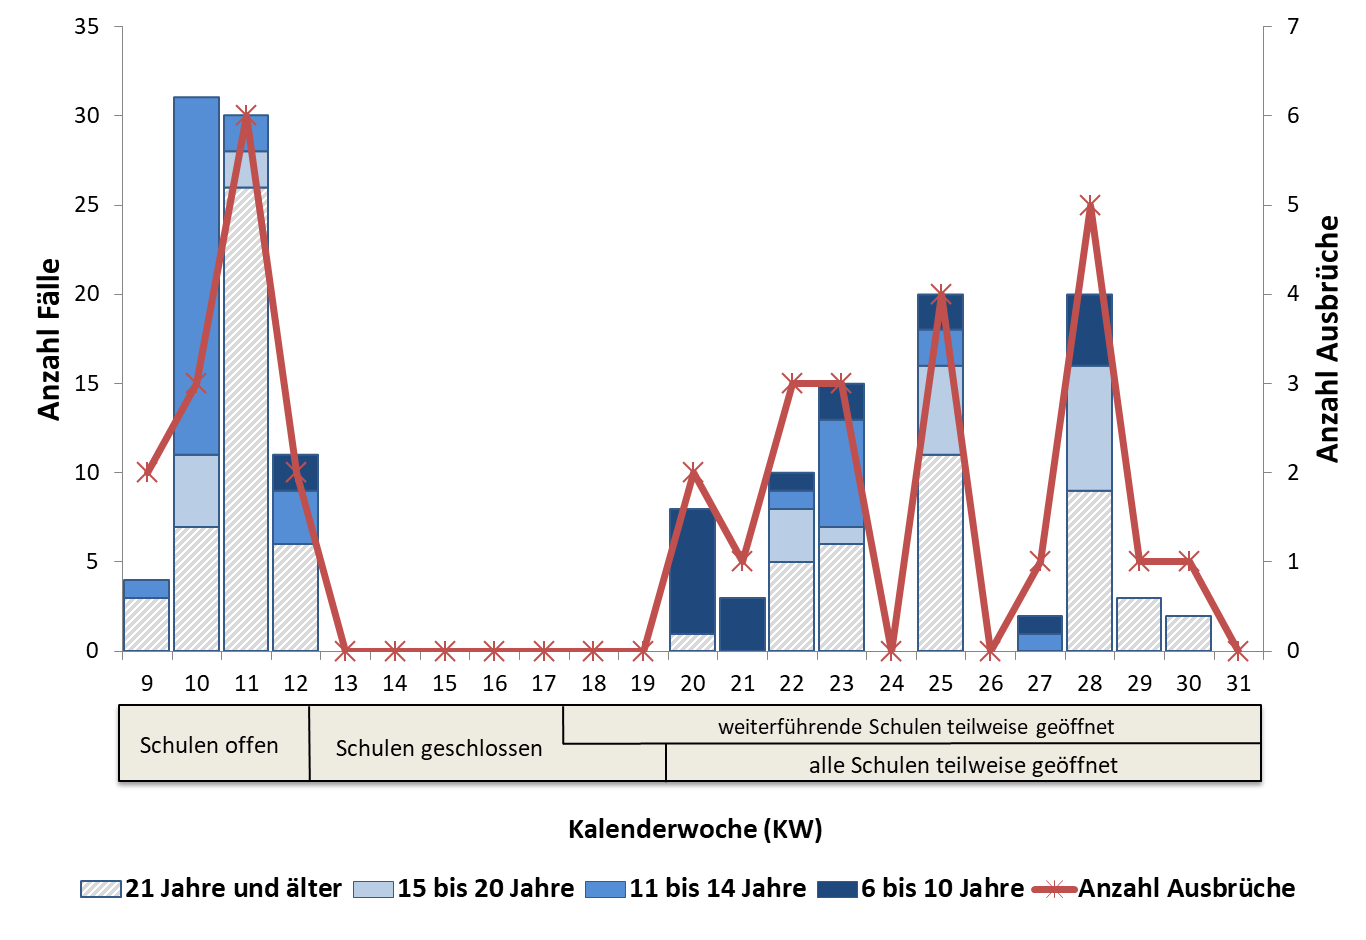 35
30
25
20
15
10
5
0
Anzahl Fälle
7
6
5
4
3
2
1
0
Anzahl Ausbrüche
9 10 11 12 13 14 15 16 17 18 19 20 21 22 23 24 25 26 27 28 29 30 31
Schulen offen
Schulen geschlossen
weiterführende Schulen teilweise geöffnet
alle Schulen teilweise geöffnet
Kalenderwoche (KW)
21 Jahre und älter 15 bis 20 Jahre 11 bis 14 Jahre 6 bis 10 Jahre Anzahl Ausbrüche